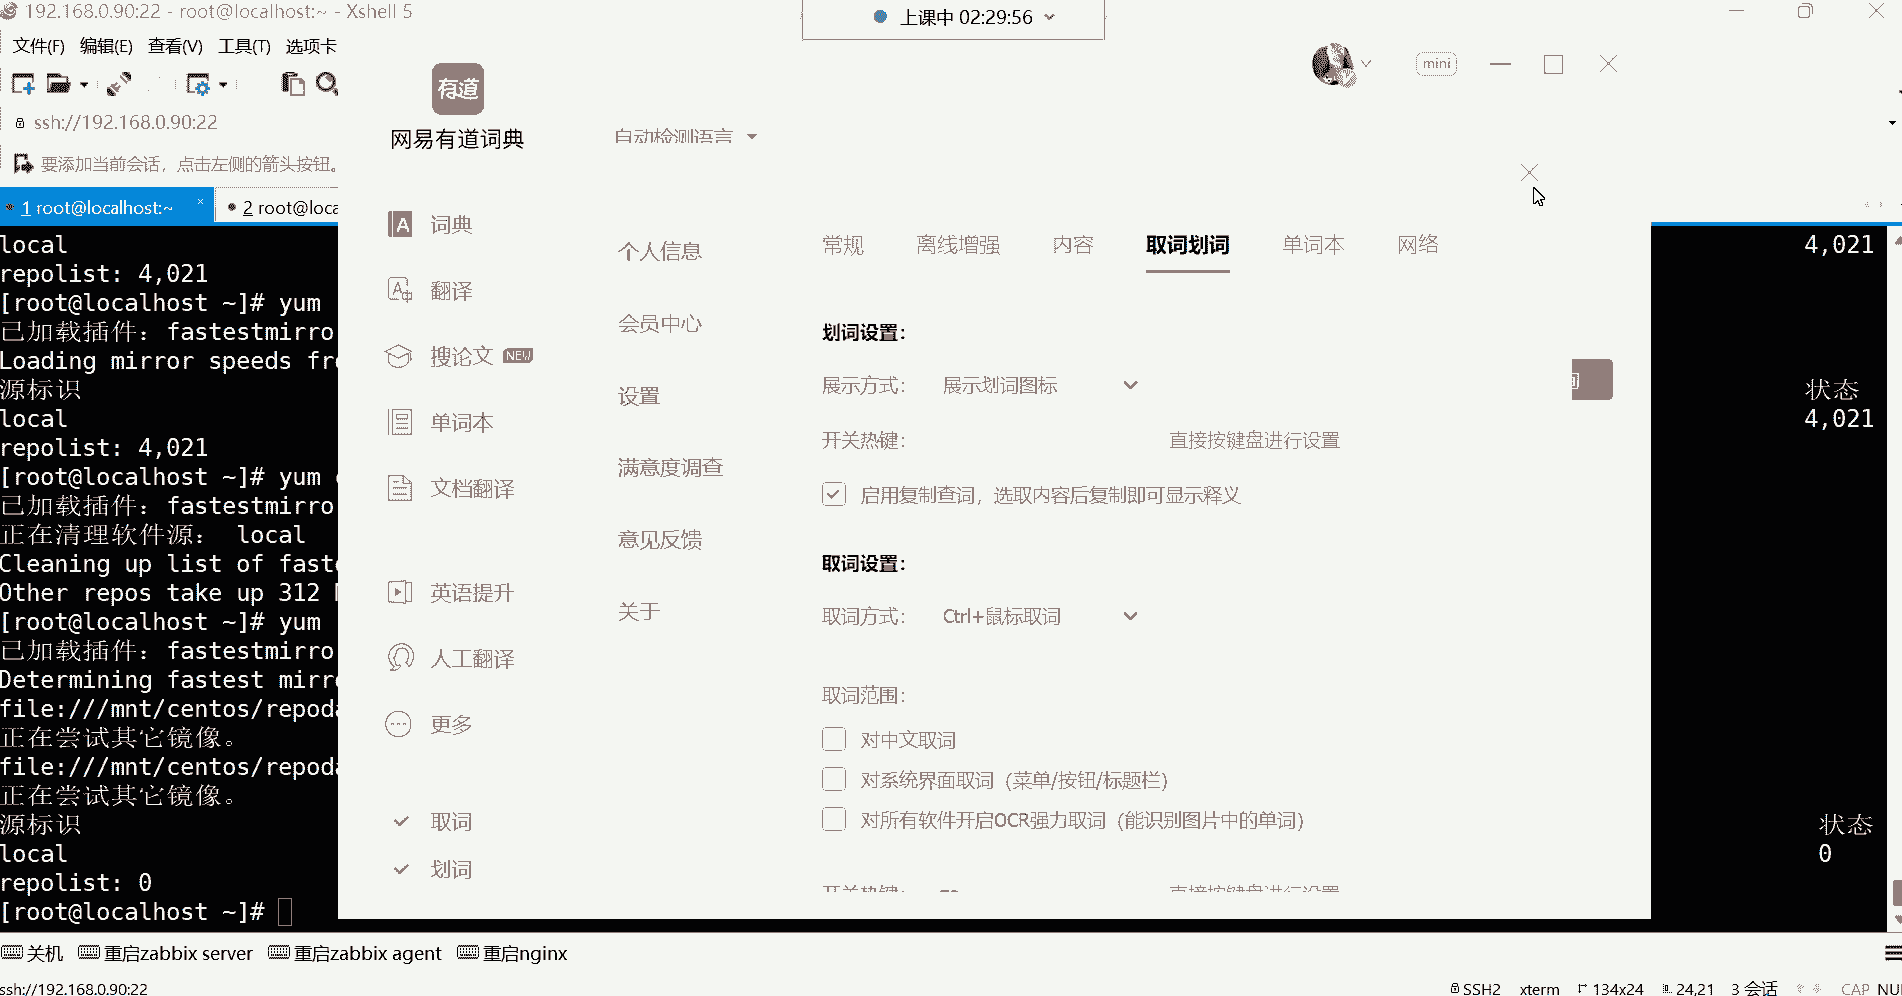 192.168.0.90:22 - root@localhost:~ - Xshell 5
上课中 02:29:56
文件(F) 编辑(E) 查看(V) 工具(T) 选项卡
mini
有道
ssh://192.168.0.90:22
网易有道词典
自动检测语言
要添加当前会话，点击左侧的箭头按钮。
1 root@localhost:~ × 2 root@loca
词典
翻译
搜论文 NEW
单词本
文档翻译
英语提升
人工翻译
更多
取词
划词
个人信息
会员中心
设置
满意度调查
意见反馈
关于
常规 离线增强 内容 取词划词 单词本 网络
划词设置：
展示方式： 展示划词图标
开关热键： 直接按键盘进行设置
启用复制查词，选取内容后复制即可显示释义
取词设置：
取词方式： Ctrl+鼠标取词
取词范围：
对中文取词
对系统界面取词（菜单/按钮/标题栏）
对所有软件开启OCR强力取词（能识别图片中的单词）
开关热键： 直接按键盘进行设置
local 4,021
repolist: 4,021
[root@localhost ~]# yum
已加载插件：fastestmirro
Loading mirror speeds fr
源标识 状态
local 4,021
repolist: 4,021
[root@localhost ~]# yum
已加载插件：fastestmirro
正在清理软件源： local
Cleaning up list of fast
Other repos take up 312
[root@localhost ~]# yum
已加载插件：fastestmirro
Determining fastest mirr
file:///mnt/centos/repoda
正在尝试其它镜像。
file:///mnt/centos/repoda
正在尝试其它镜像。
源标识 状态
local 0
repolist: 0
[root@localhost ~]#
关机 重启zabbix server 重启zabbix agent 重启nginx
ssh://192.168.0.90:22 SSH2 xterm 134x24 24,21 3 会话 CAP NU